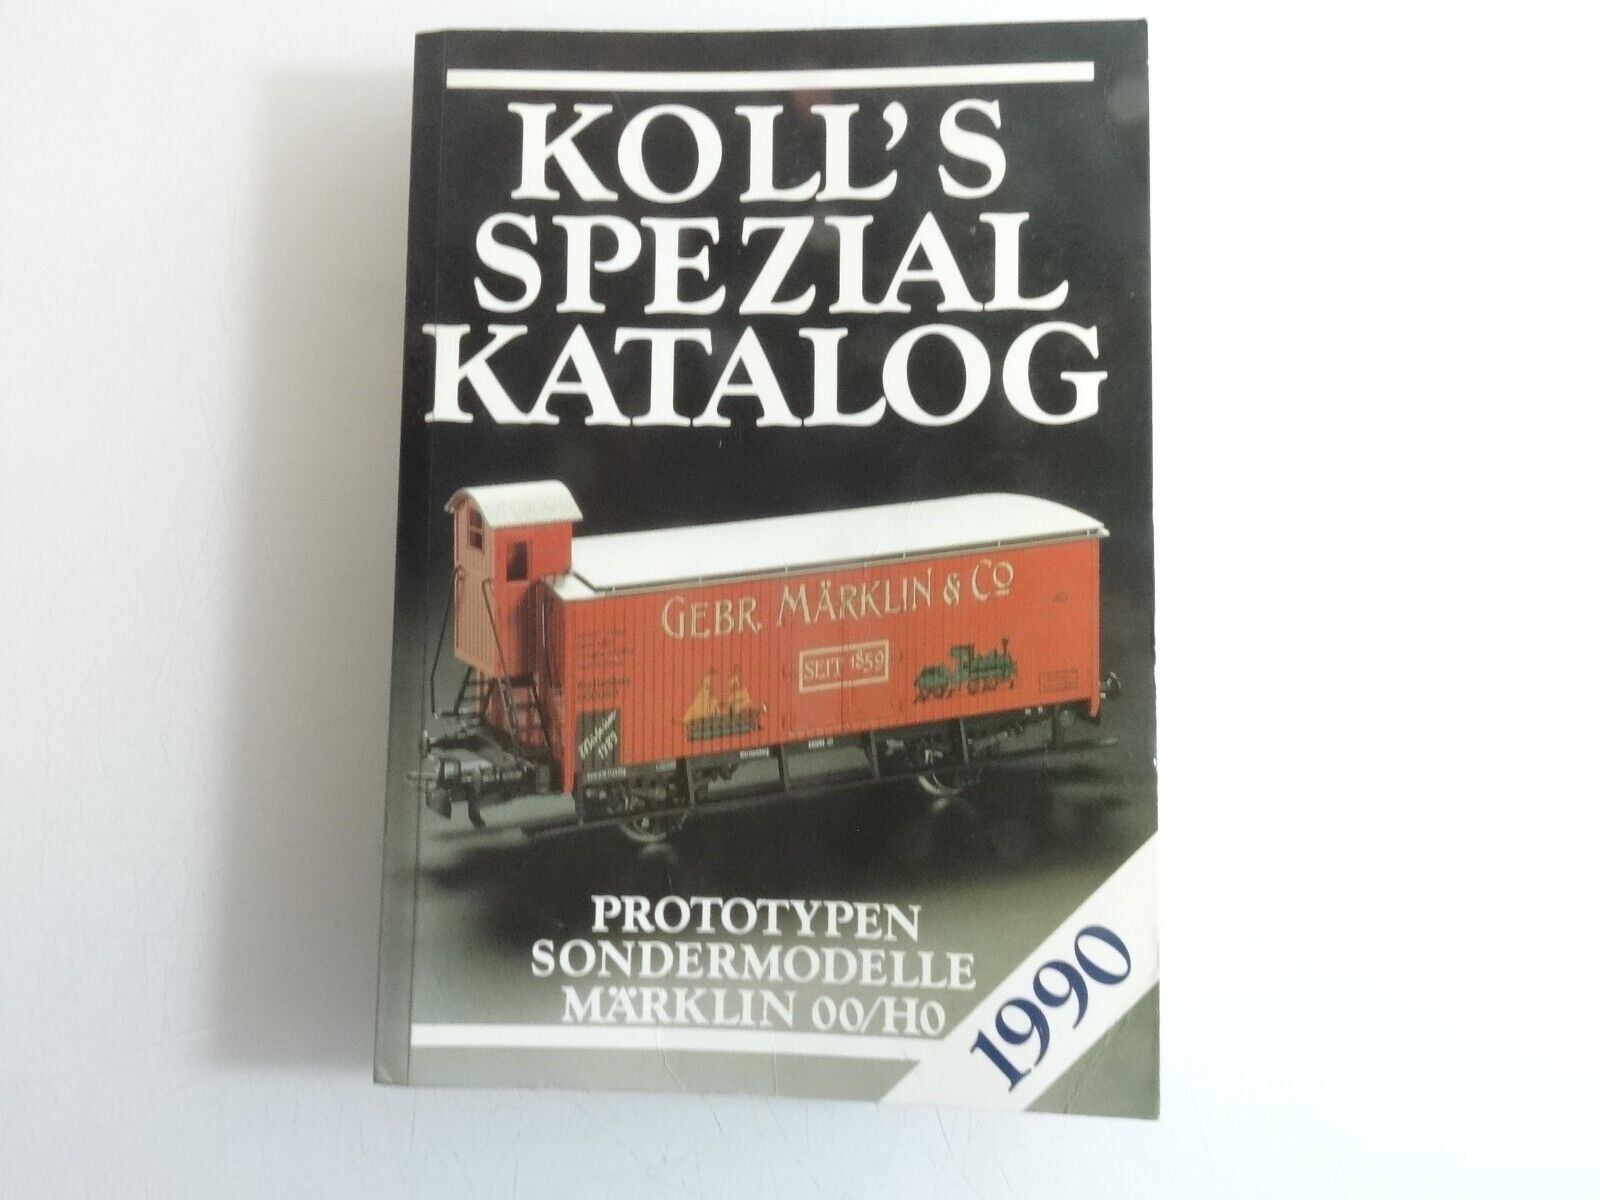 KOLL'S
SPEZIAL
KATALOG
GEBR. MÄRKLIN & CO
SEIT 1859
PROTOTYPEN
SONDERMODELLE
MÄRKLIN 00/H0
1990